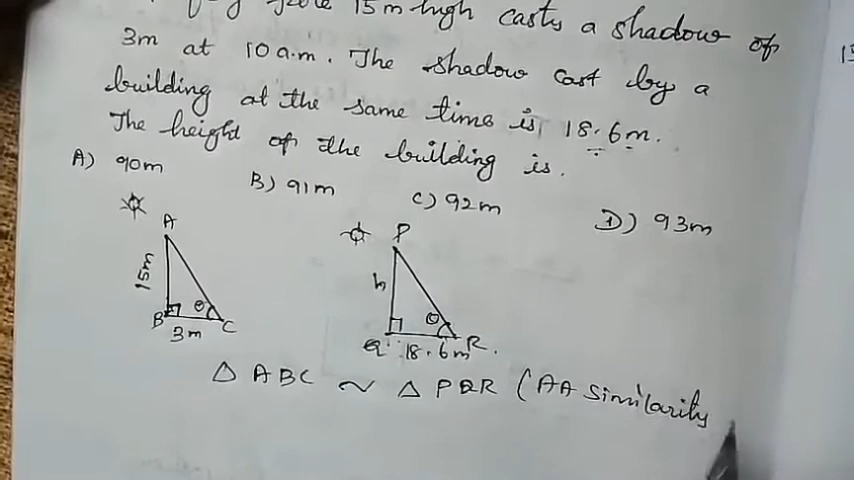 15m high casts a shadow of
3m at 10 a.m. The shadow cast by a
building at the same time is 18.6m.
The height of the building is.
A) 90m B) 91m C) 92m D) 93m
A P
15m h
B θ C Q θ R.
3m 18.6m
Δ ABC ~ Δ PQR (AA Similarity